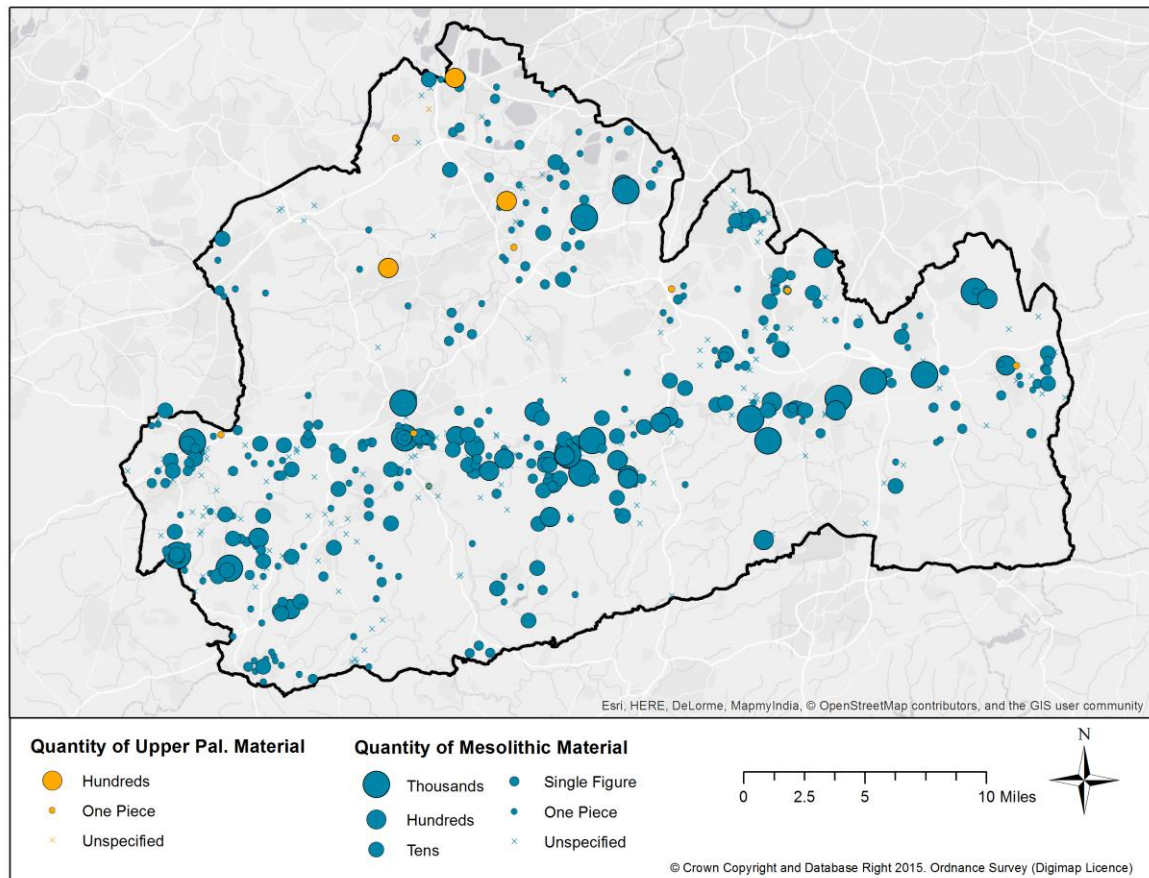 Esri, HERE, DeLorme, MapmyIndia, © OpenStreetMap contributors, and the GIS user community
Quantity of Upper Pal. Material
Hundreds
One Piece
Unspecified
Quantity of Mesolithic Material
Thousands
Hundreds
Tens
Single Figure
One Piece
Unspecified
0 2.5 5 10 Miles
N
© Crown Copyright and Database Right 2015. Ordnance Survey (Digimap Licence)